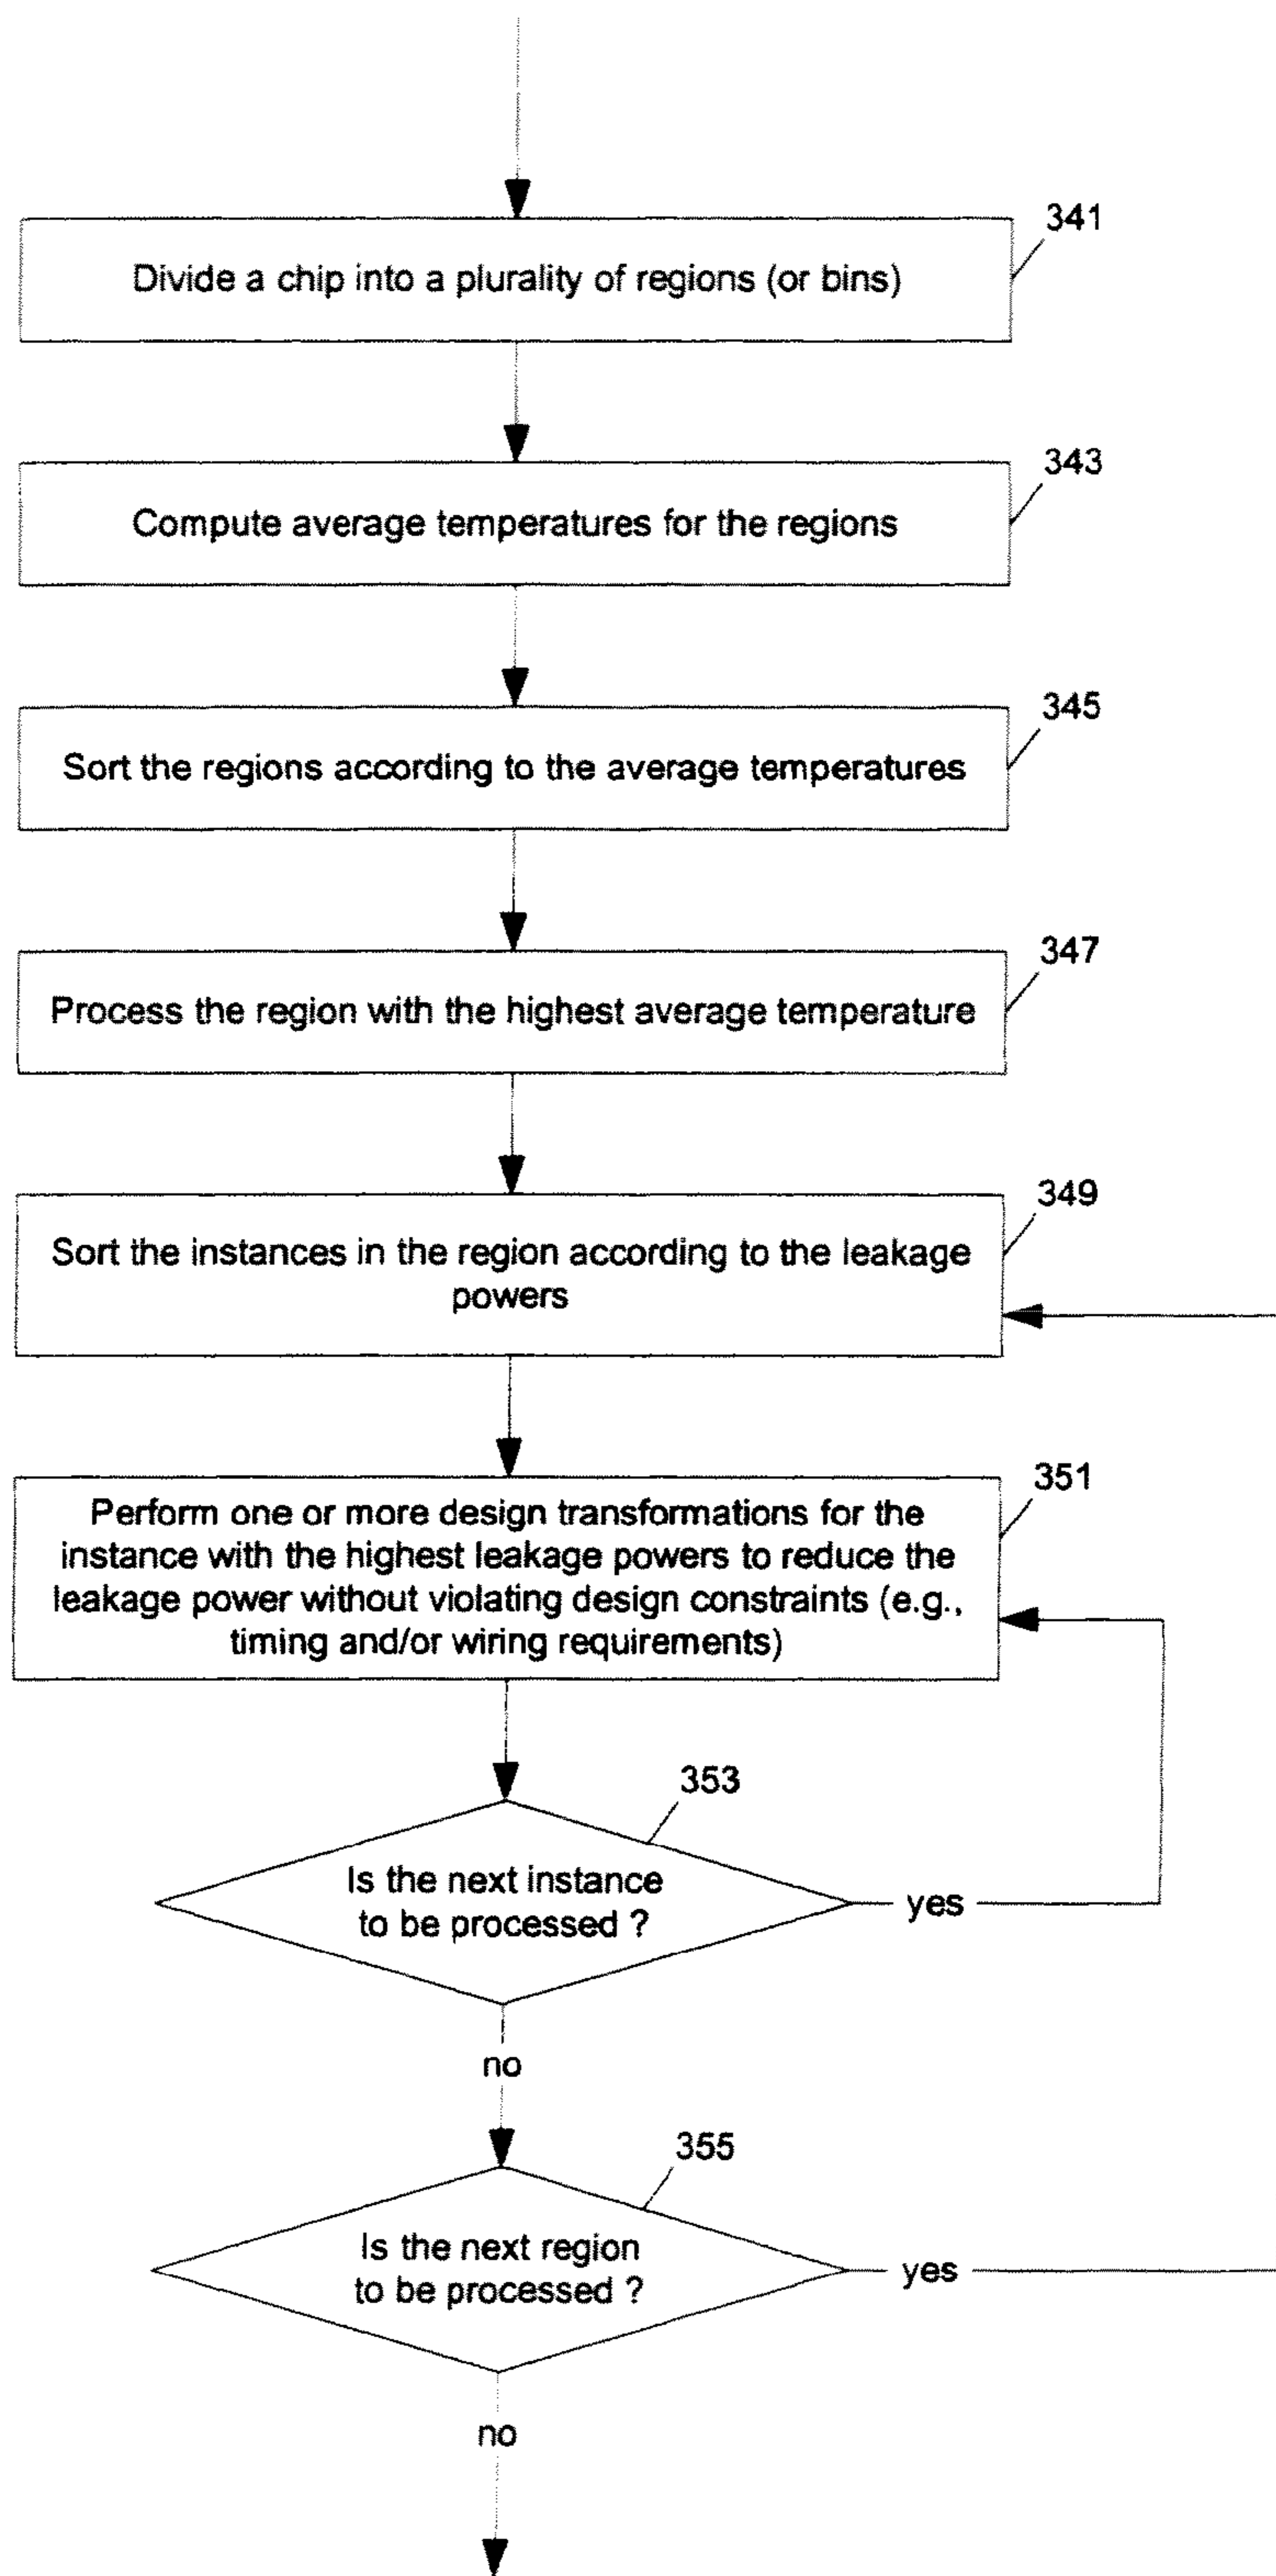 341
Divide a chip into a plurality of regions (or bins)
343
Compute average temperatures for the regions
345
Sort the regions according to the average temperatures
347
Process the region with the highest average temperature
349
Sort the instances in the region according to the leakage
powers
351
Perform one or more design transformations for the
instance with the highest leakage powers to reduce the
leakage power without violating design constraints (e.g.,
timing and/or wiring requirements)
353
Is the next instance
to be processed ?
yes
no
355
Is the next region
to be processed ?
yes
no